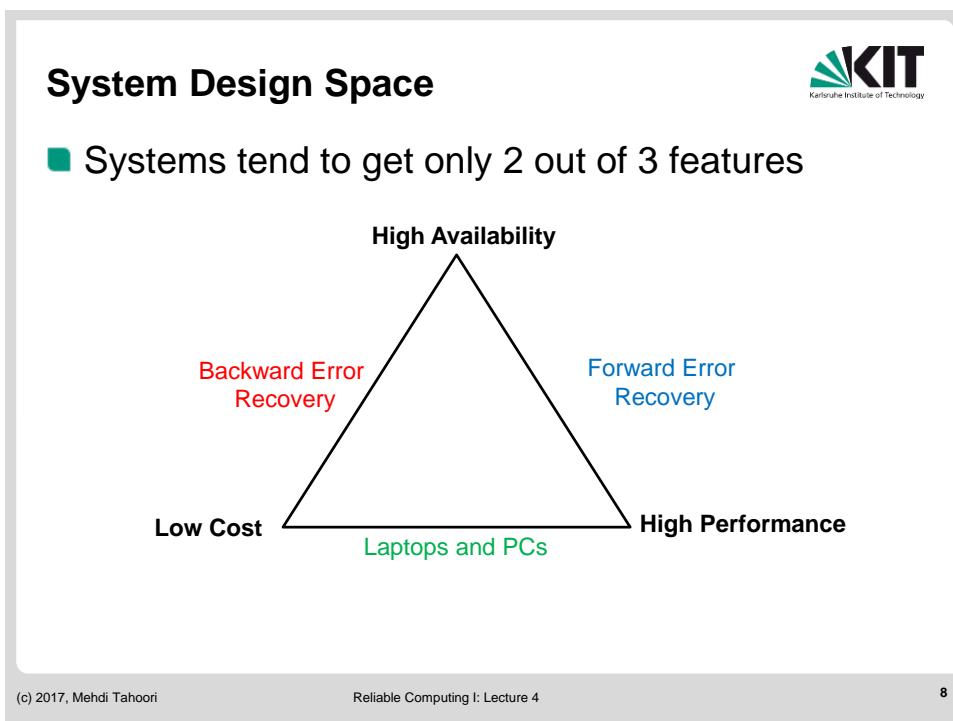 System Design Space
KIT
Karlsruhe Institute of Technology
Systems tend to get only 2 out of 3 features
High Availability
Backward Error
Recovery
Forward Error
Recovery
Low Cost
High Performance
Laptops and PCs
(c) 2017, Mehdi Tahoori
Reliable Computing I: Lecture 4
8